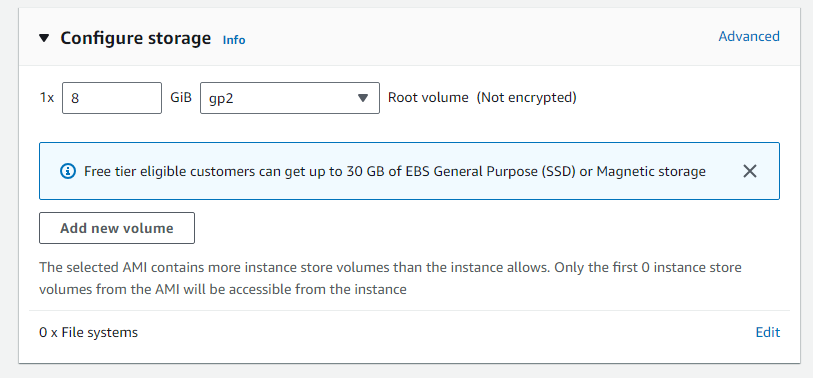 Configure storage Info Advanced
1x 8 GiB gp2 Root volume (Not encrypted)
Free tier eligible customers can get up to 30 GB of EBS General Purpose (SSD) or Magnetic storage
Add new volume
The selected AMI contains more instance store volumes than the instance allows. Only the first 0 instance store
volumes from the AMI will be accessible from the instance
0 x File systems Edit